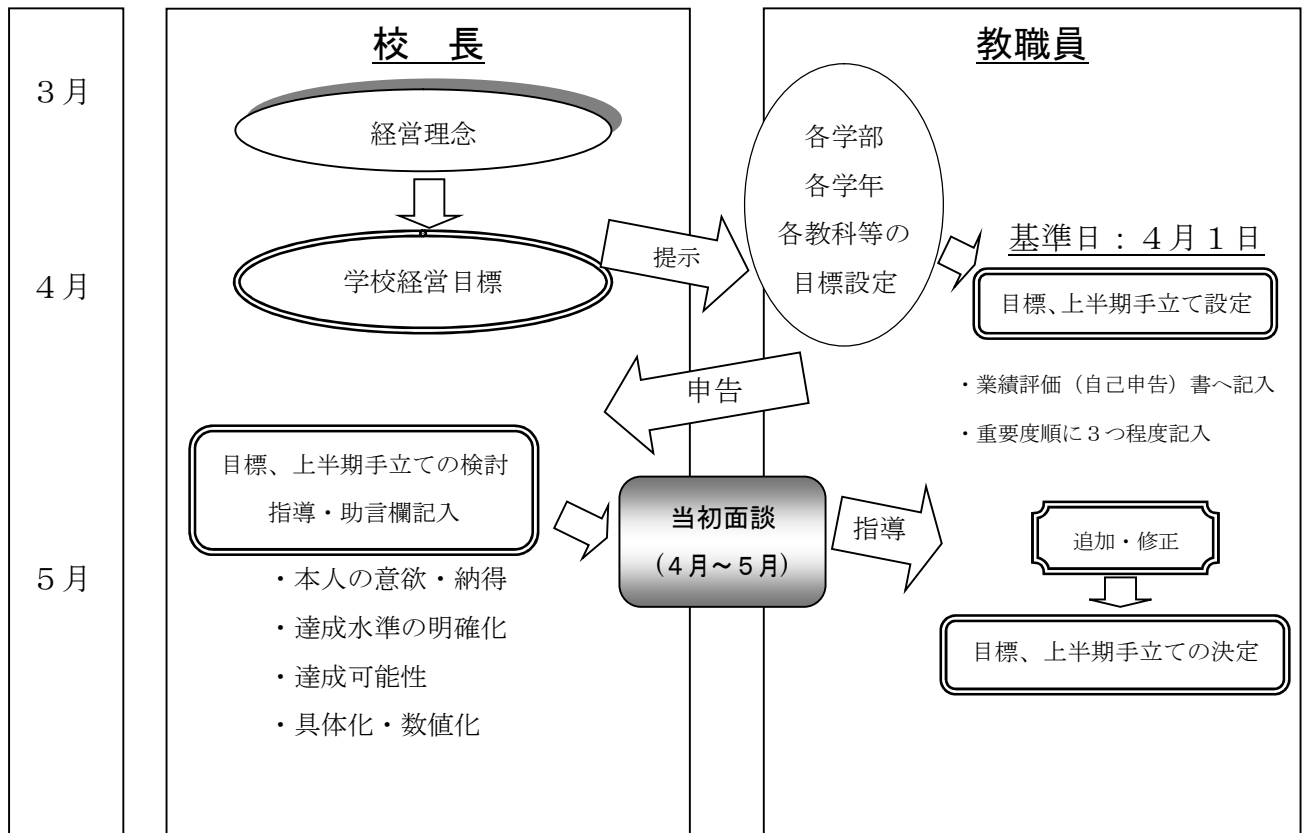 3月
4月
5月
校　長
経営理念
学校経営目標
提示
申告
目標、上半期手立ての検討
指導・助言欄記入
・本人の意欲・納得
・達成水準の明確化
・達成可能性
・具体化・数値化
当初面談
(4月~5月)
指導
教職員
各学部
各学年
各教科等の
目標設定
基準日：4月1日
目標、上半期手立て設定
・業績評価（自己申告）書へ記入
・重要度順に3つ程度記入
追加・修正
目標、上半期手立ての決定